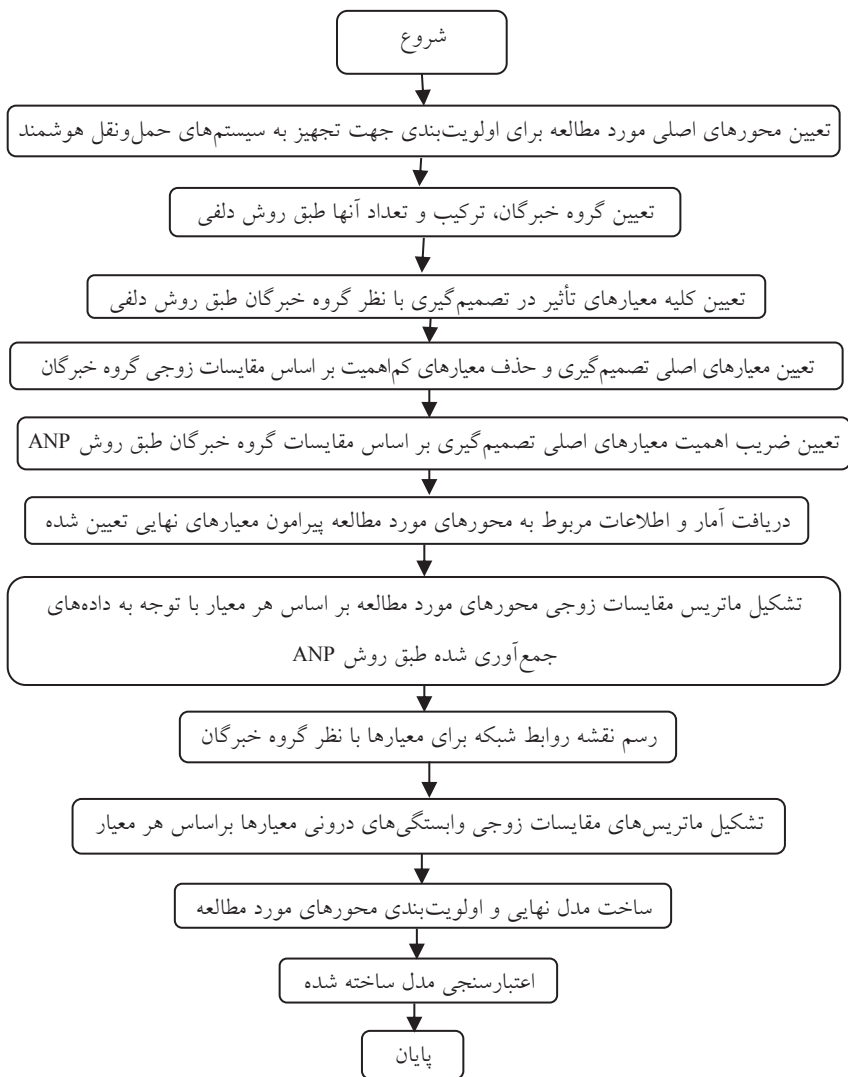 شروع
تعیین محورهای اصلی مورد مطالعه برای اولویت‌بندی جهت تجهیز به سیستم‌های حمل‌ونقل هوشمند
تعیین گروه خبرگان، ترکیب و تعداد آنها طبق روش دلفی
تعیین کلیه معیارهای تأثیر در تصمیم‌گیری با نظر گروه خبرگان طبق روش دلفی
تعیین معیارهای اصلی تصمیم‌گیری و حذف معیارهای کم‌اهمیت بر اساس مقایسات زوجی گروه خبرگان
تعیین ضریب اهمیت معیارهای اصلی تصمیم‌گیری بر اساس مقایسات گروه خبرگان طبق روش ANP
دریافت آمار و اطلاعات مربوط به محورهای مورد مطالعه پیرامون معیارهای نهایی تعیین شده
تشکیل ماتریس مقایسات زوجی محورهای مورد مطالعه بر اساس هر معیار با توجه به داده‌های
جمع‌آوری شده طبق روش ANP
رسم نقشه روابط شبکه برای معیارها با نظر گروه خبرگان
تشکیل ماتریس‌های مقایسات زوجی وابستگی‌های درونی معیارها براساس هر معیار
ساخت مدل نهایی و اولویت‌بندی محورهای مورد مطالعه
اعتبارسنجی مدل ساخته شده
پایان